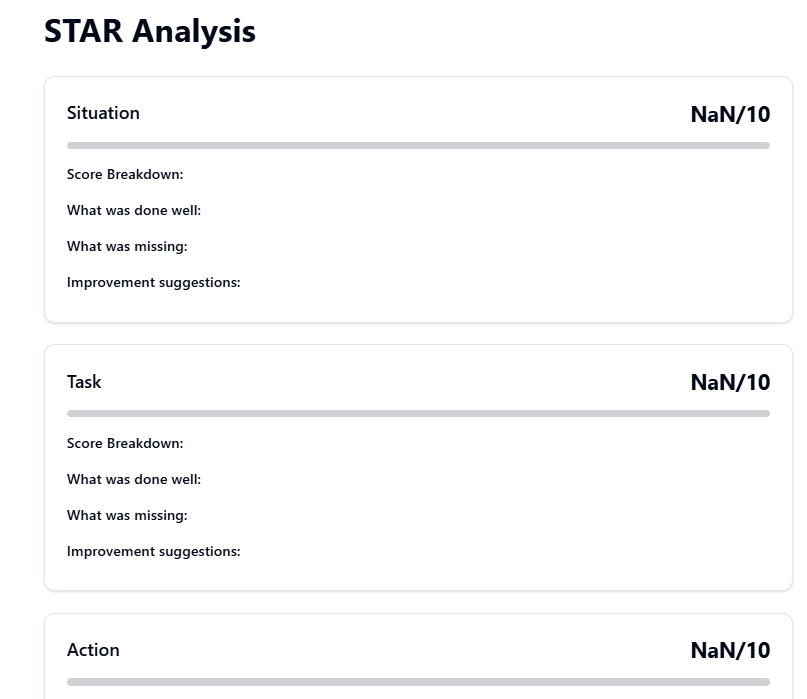 STAR Analysis
Situation NaN/10
Score Breakdown:
What was done well:
What was missing:
Improvement suggestions:
Task NaN/10
Score Breakdown:
What was done well:
What was missing:
Improvement suggestions:
Action NaN/10